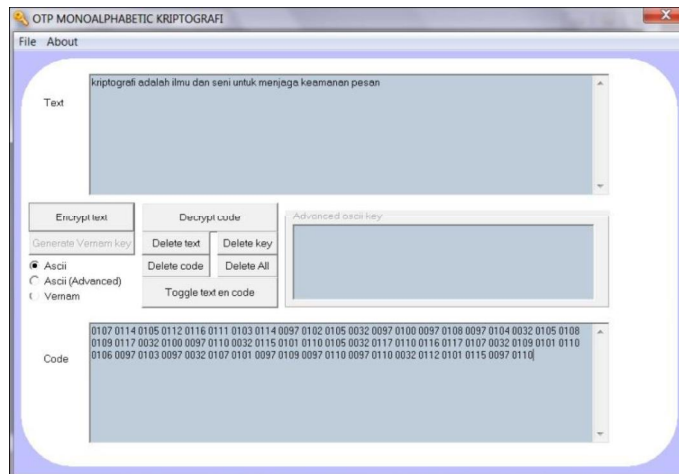 OTP MONOALPHABETIC KRIPTOGRAFI
File About
Text
kriptografi adalah ilmu dan seni untuk menjaga keamanan pesan
Encrypt text
Decrypt code
Advanced ascii key
Generate Vernam key
Delete text
Delete key
Ascii
Delete code
Delete All
Ascii (Advanced)
Vernam
Toggle text en code
Code
0107 0114 0105 0112 0116 0111 0103 0114 0097 0102 0105 0032 0097 0100 0097 0108 0097 0104 0032 0105 0108
0109 0117 0032 0100 0097 0110 0032 0115 0101 0110 0105 0032 0117 0110 0116 0117 0107 0032 0109 0101 0110
0106 0097 0103 0097 0032 0107 0101 0097 0109 0097 0110 0097 0110 0032 0112 0101 0115 0097 0110